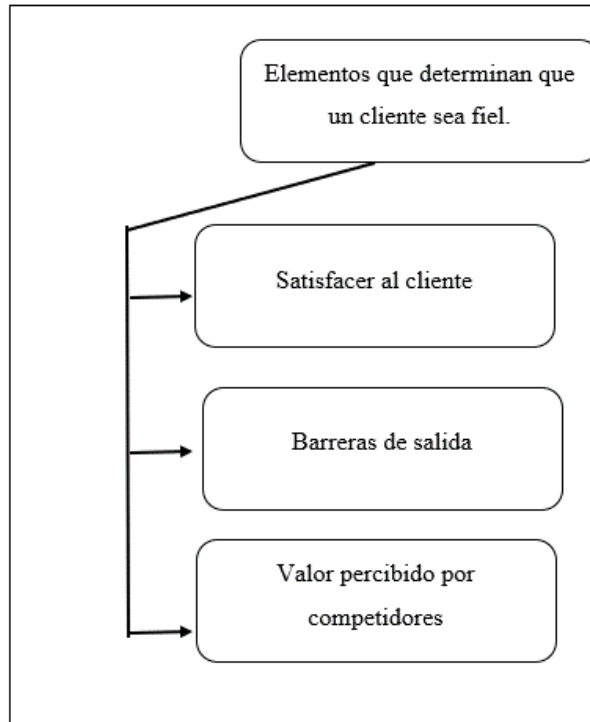 Elementos que determinan que
un cliente sea fiel.
Satisfacer al cliente
Barreras de salida
Valor percibido por
competidores